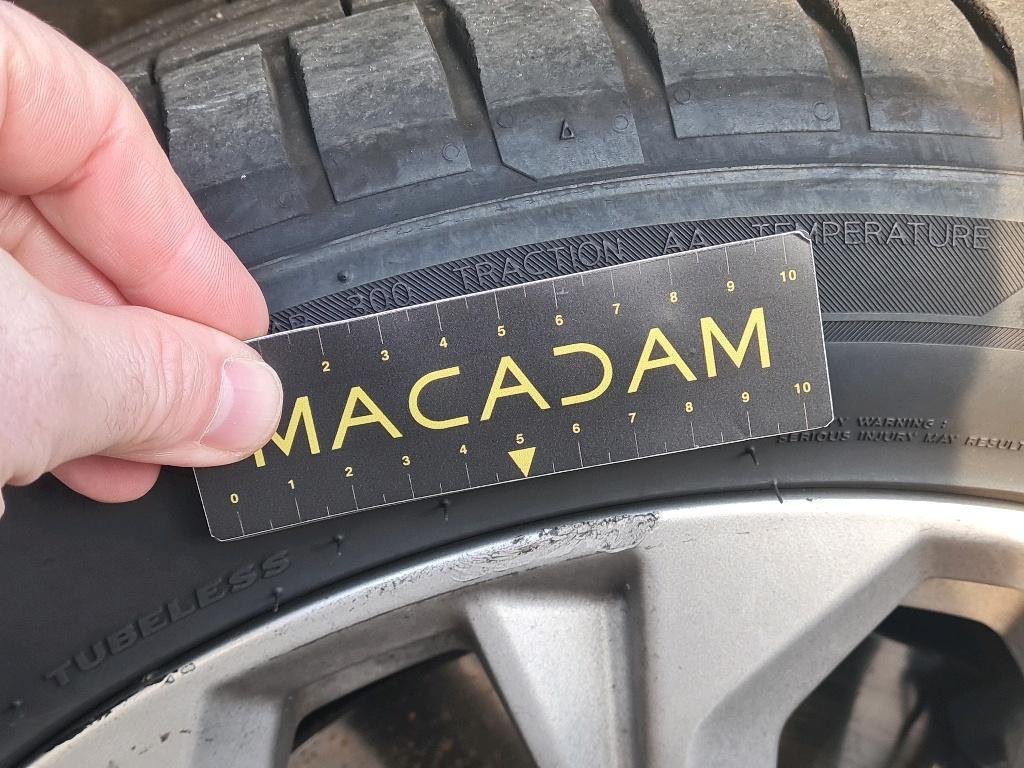 300 TRACTION AA TEMPERATURE
2 3 4 5 6 7 8 9 10
MACADAM
0 1 2 3 4 5 6 7 8 9 10
WARNING:
SERIOUS INJURY MAY RESULT
TUBELESS